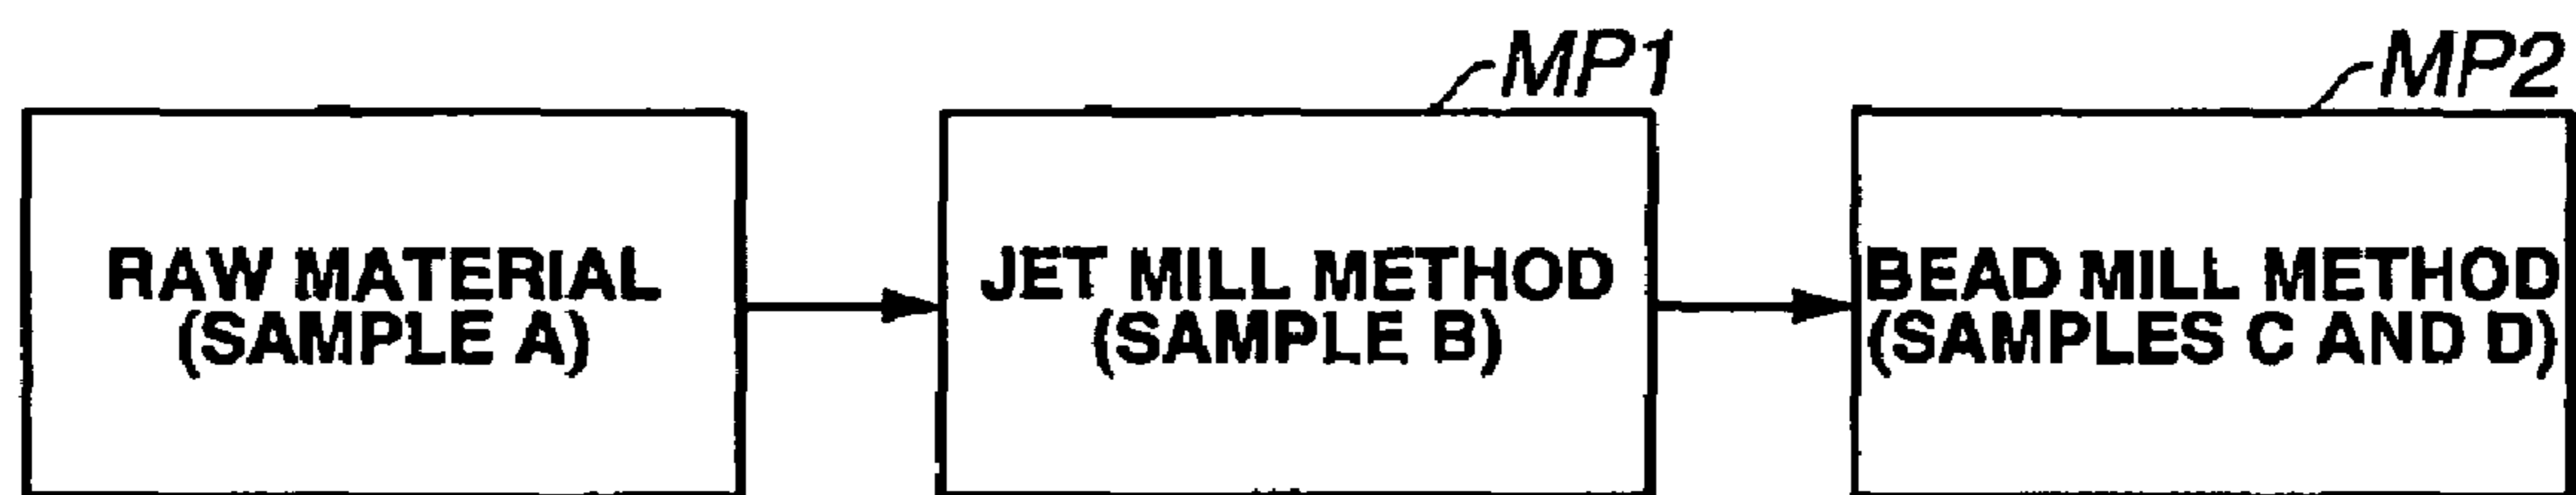 MP1
MP2
RAW MATERIAL
(SAMPLE A)
JET MILL METHOD
(SAMPLE B)
BEAD MILL METHOD
(SAMPLES C AND D)